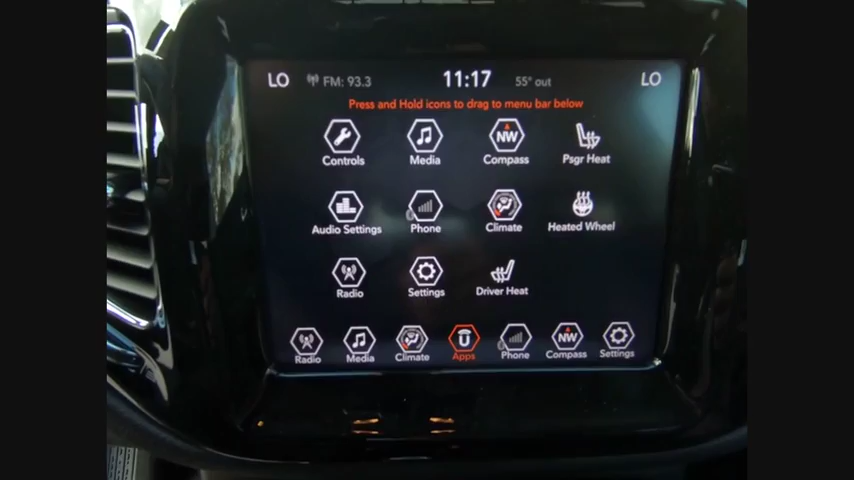 LO FM: 93.3 11:17 55° out LO
Press and Hold icons to drag to menu bar below
NW
Controls Media Compass Psgr Heat
Audio Settings Phone Climate Heated Wheel
Radio Settings Driver Heat
U NW
Radio Media Climate Apps Phone Compass Settings